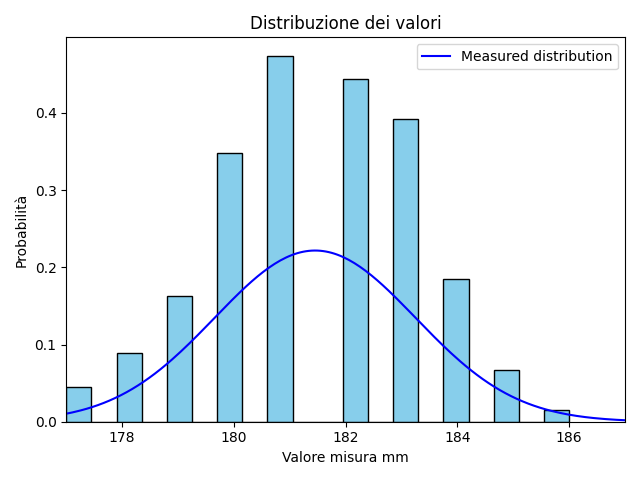 Distribuzione dei valori
Measured distribution
0.4
0.3
0.2
0.1
0.0
Probabilità
178 180 182 184 186
Valore misura mm